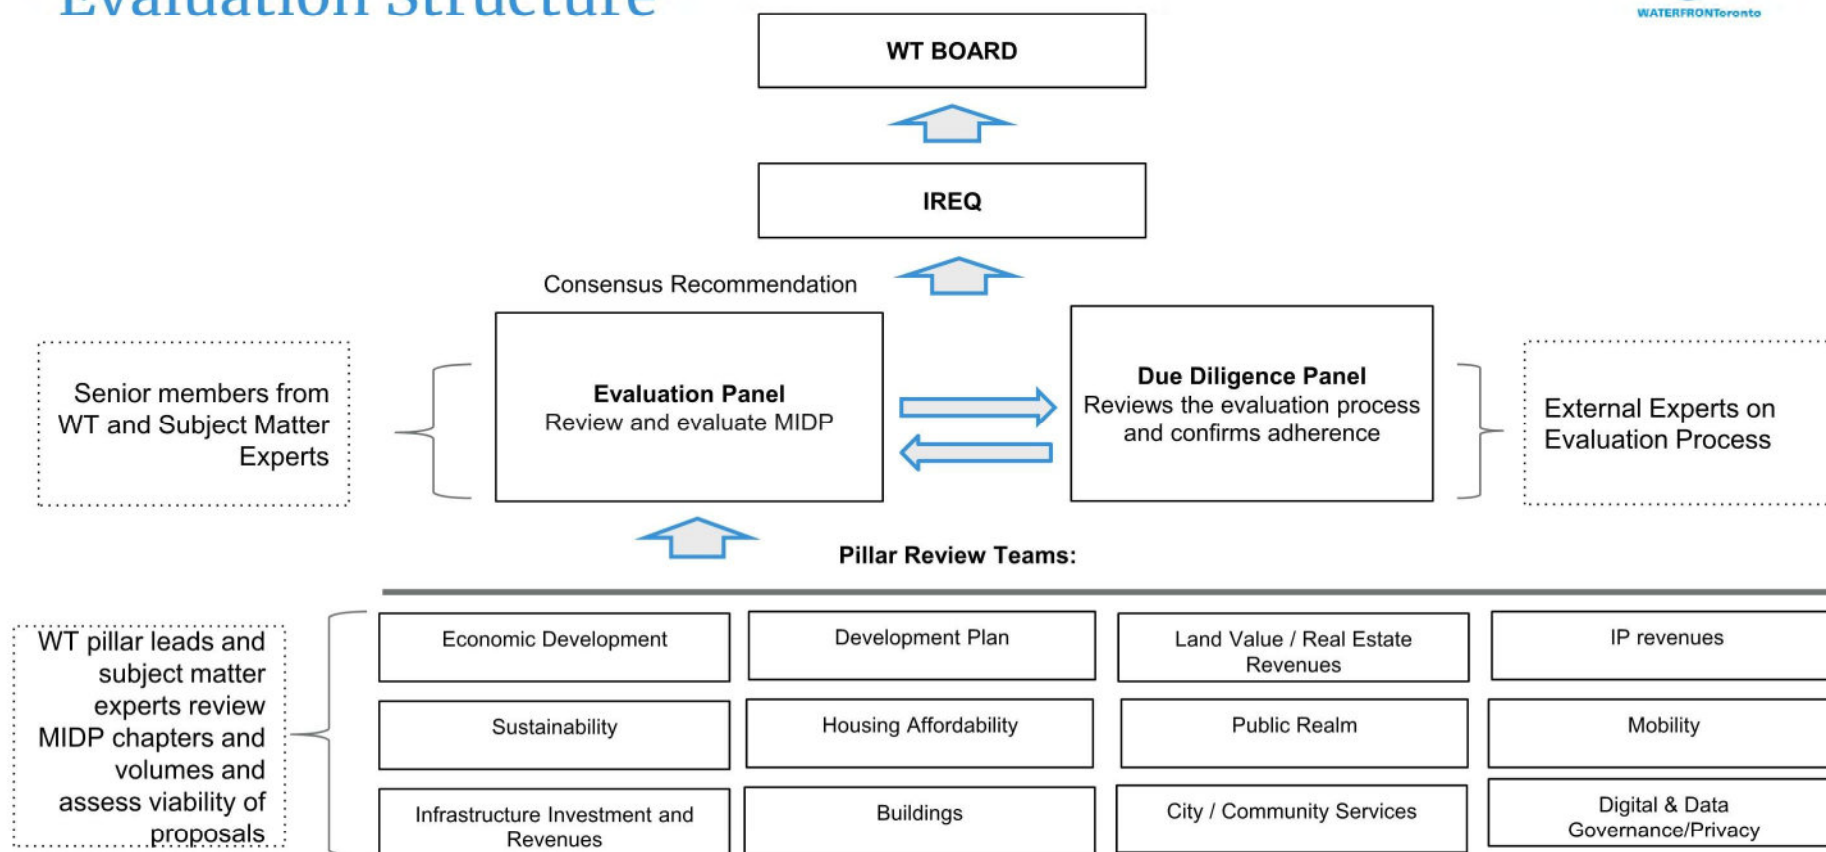 Evaluation Structure
WATERFRONToronto
WT BOARD
IREQ
Consensus Recommendation
Senior members from
WT and Subject Matter
Experts
Evaluation Panel
Review and evaluate MIDP
Due Diligence Panel
Reviews the evaluation process
and confirms adherence
External Experts on
Evaluation Process
Pillar Review Teams:
WT pillar leads and
subject matter
experts review
MIDP chapters and
volumes and
assess viability of
proposals
Economic Development
Development Plan
Land Value / Real Estate
Revenues
IP revenues
Sustainability
Housing Affordability
Public Realm
Mobility
Infrastructure Investment and
Revenues
Buildings
City / Community Services
Digital & Data
Governance/Privacy